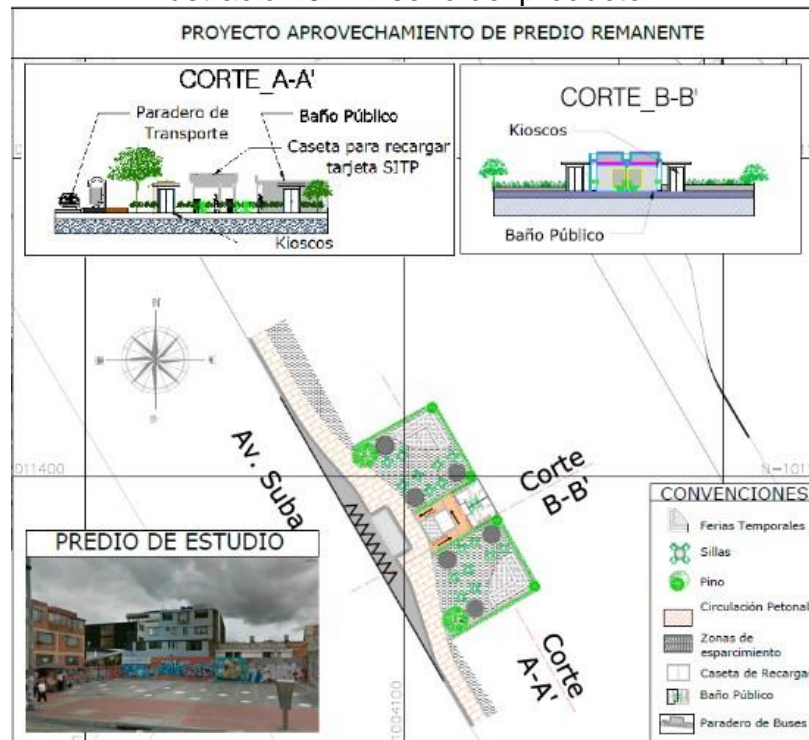 PROYECTO APROVECHAMIENTO DE PREDIO REMANENTE
CORTE_A-A'
Paradero de
Transporte
Baño Público
Caseta para recargar
tarjeta SITP
Kioscos
CORTE_B-B'
Kioscos
Baño Público
N
Av. Suba
Corte
B-B'
Corte
A-A'
011400
1004100
PREDIO DE ESTUDIO
CONVENCIONES
Ferias Temporales
Sillas
Pino
Circulación Petonal
Zonas de
esparcimiento
Caseta de Recarga
Baño Público
Paradero de Buses